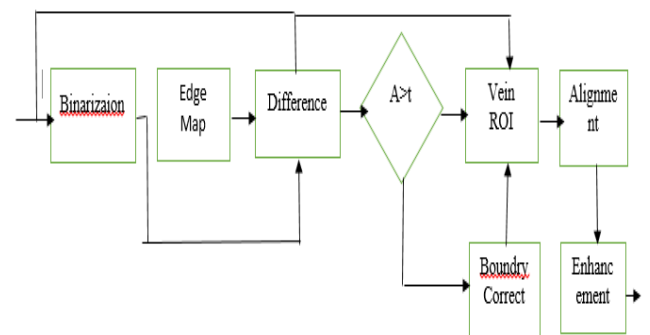 Binarizaion
Edge
Map
Difference
A>t
Vein
ROI
Alignme
nt
Boundry
Correct
Enhanc
ement